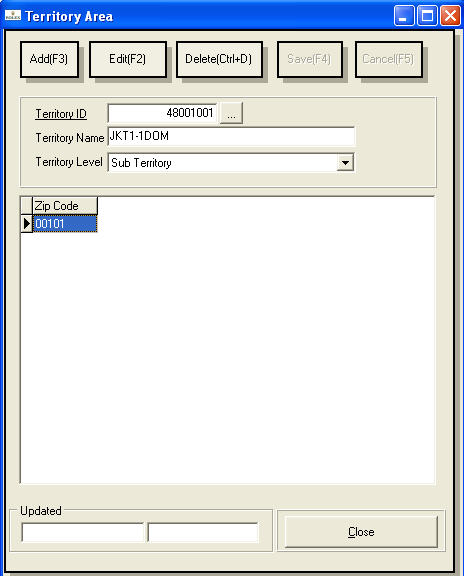 Territory Area
Add(F3) Edit(F2) Delete(Ctrl+D) Save(F4) Cancel(F5)
Territory ID 48001001 ...
Territory Name JKT1-1DOM
Territory Level Sub Territory
Zip Code
00101
Updated
Close